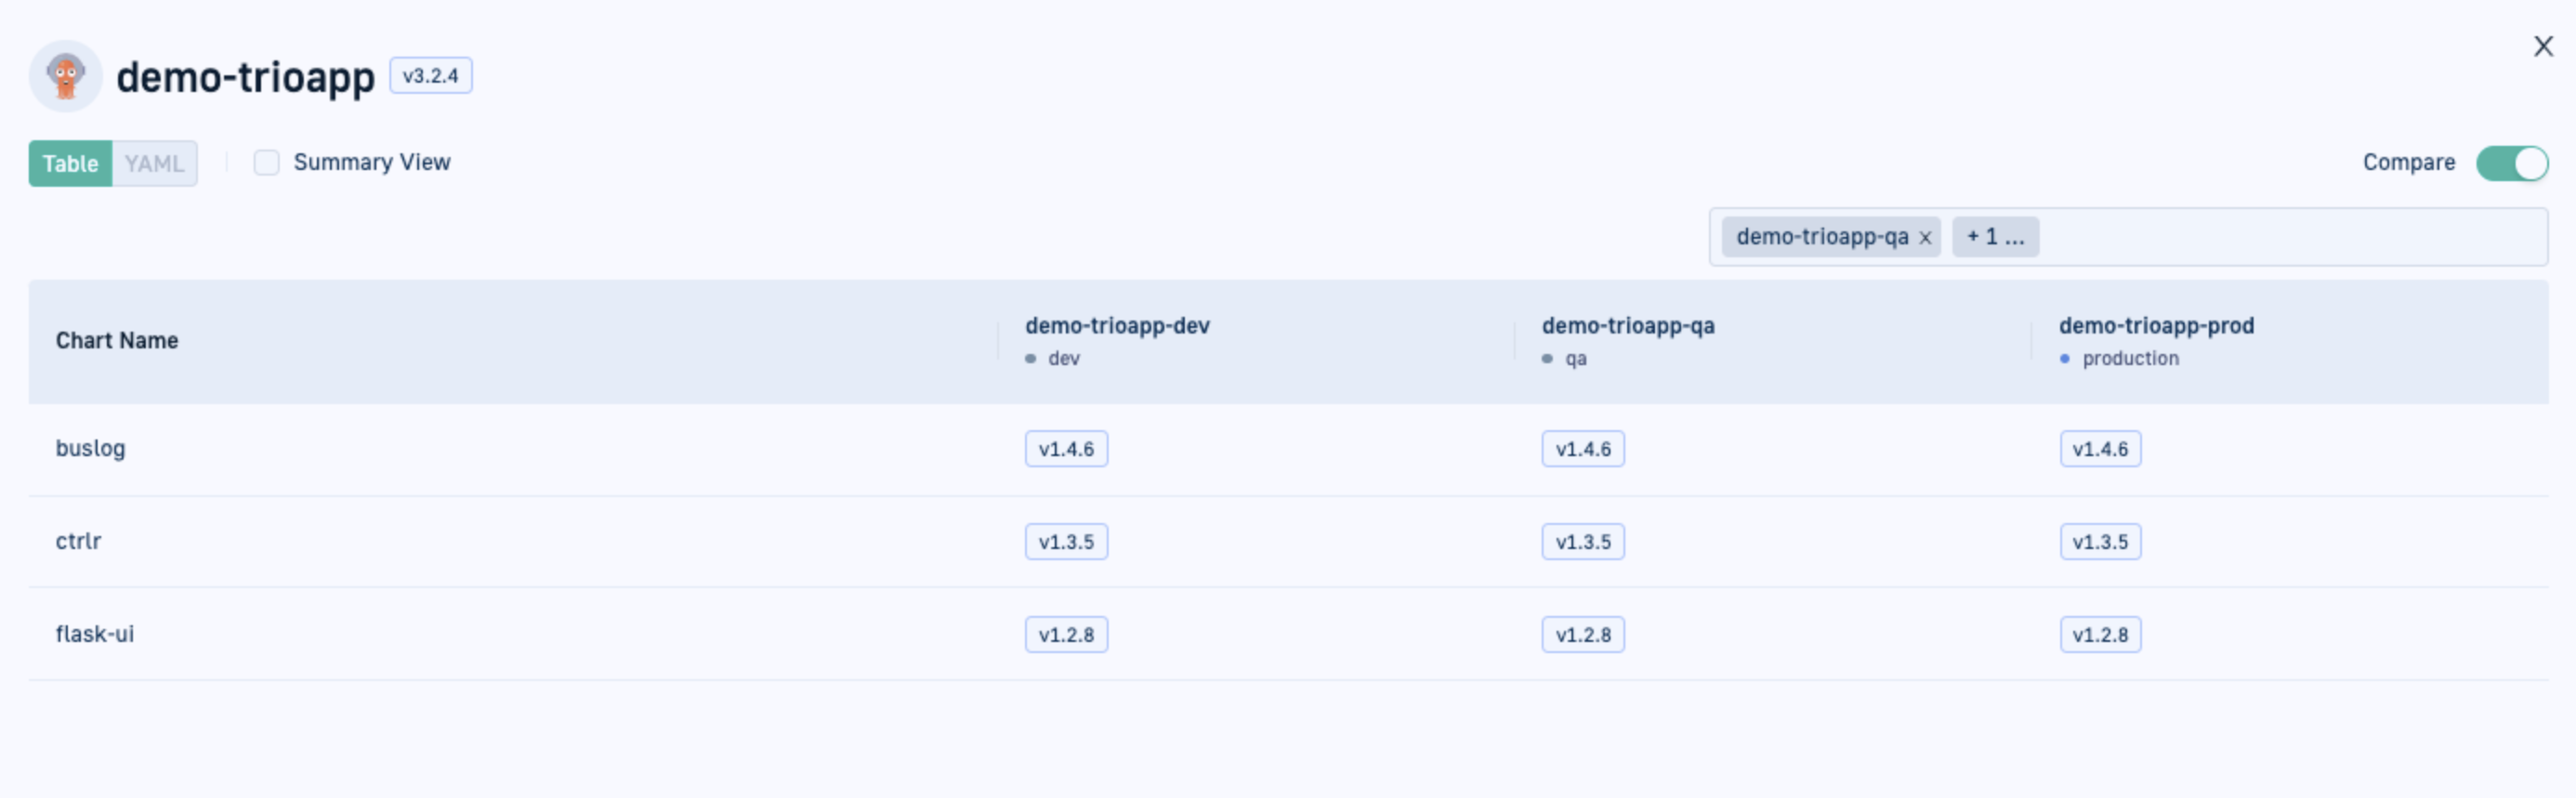 demo-trioapp v3.2.4
X
Table YAML Summary View Compare
demo-trioapp-qa x + 1 ...
Chart Name demo-trioapp-dev demo-trioapp-qa demo-trioapp-prod
dev qa production
buslog v1.4.6 v1.4.6 v1.4.6
ctrlr v1.3.5 v1.3.5 v1.3.5
flask-ui v1.2.8 v1.2.8 v1.2.8